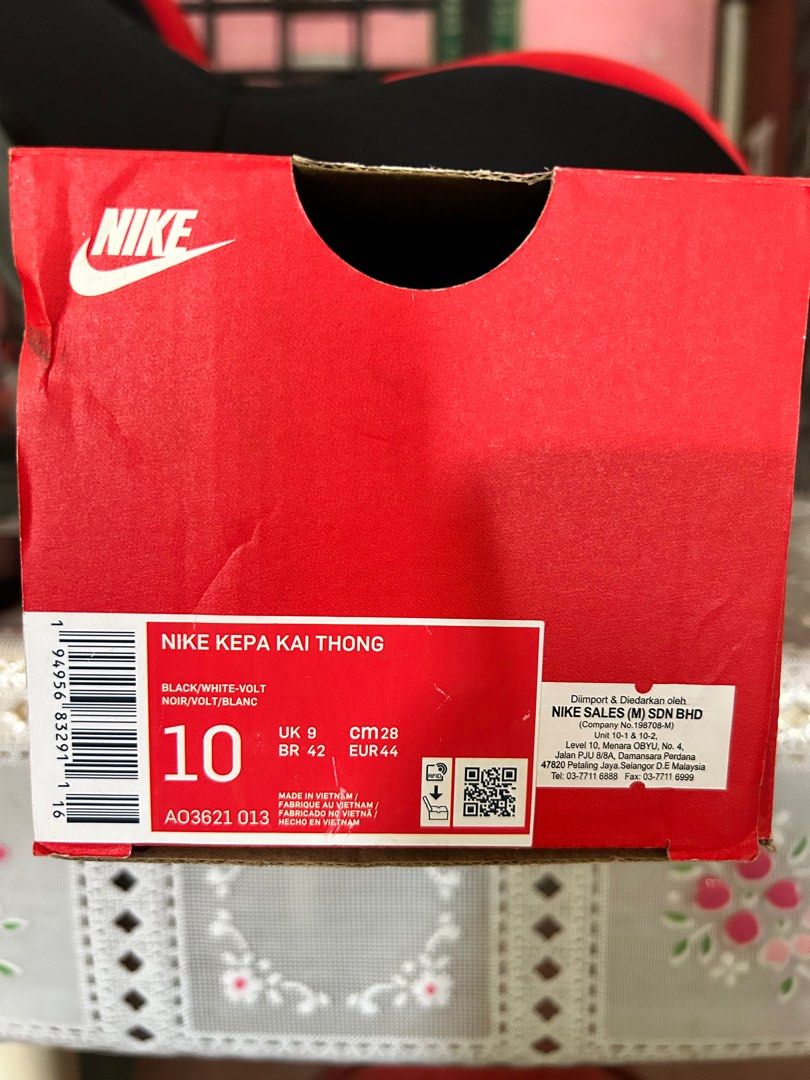 NIKE
NIKE KEPA KAI THONG
BLACK/WHITE-VOLT
NOIR/VOLT/BLANC
10
UK 9
BR 42
cm 28
EUR 44
AO3621 013
MADE IN VIETNAM /
FABRIQUE AU VIETNAM /
FABRICADO NO VIETNÃ /
HECHO EN VIETNAM
RFID
1 94956 83291 1 16
Diimport & Diedarkan oleh
NIKE SALES (M) SDN BHD
(Company No.198708-M)
Unit 10-1 & 10-2,
Level 10, Menara OBYU, No. 4,
Jalan PJU 8/8A, Damansara Perdana
47820 Petaling Jaya.Selangor D.E Malaysia
Tel: 03-7711 6888 Fax: 03-7711 6999